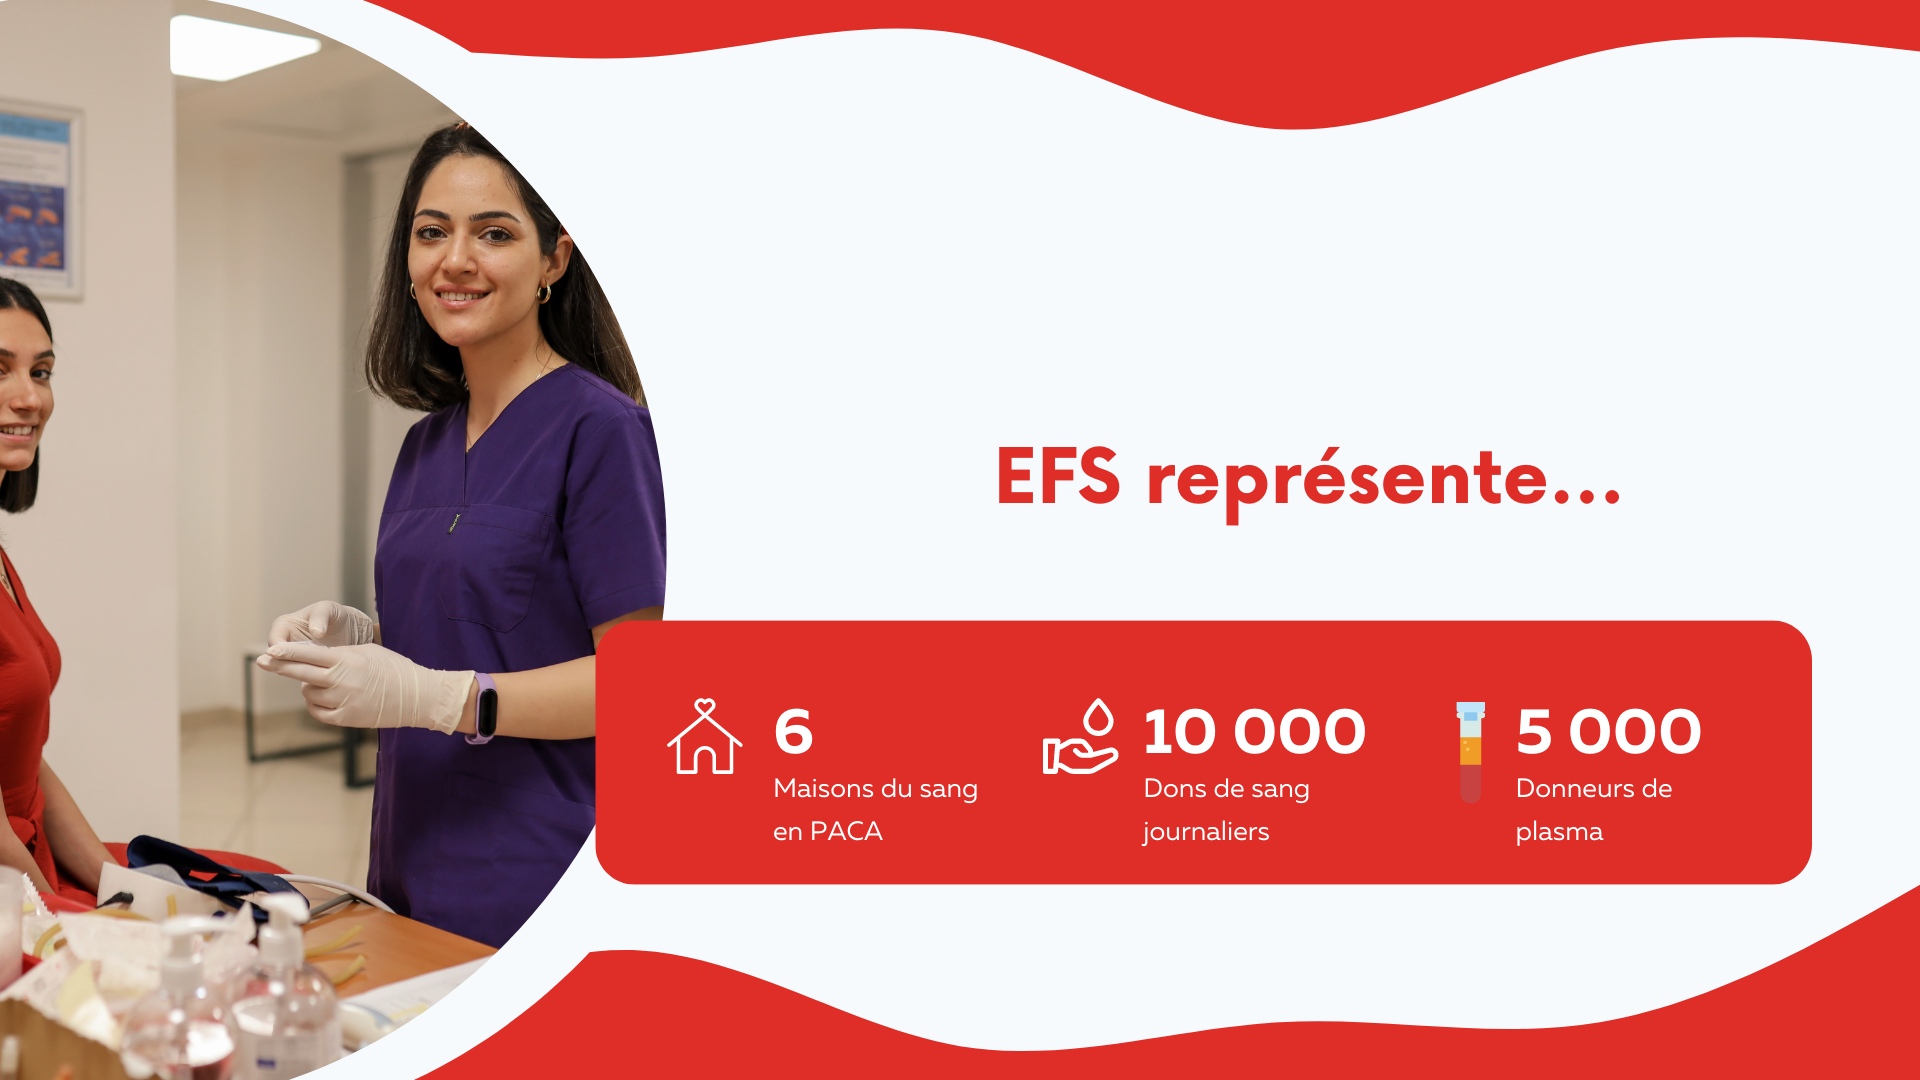 EFS représente...
6
Maisons du sang
en PACA
10 000
Dons de sang
journaliers
5 000
Donneurs de
plasma